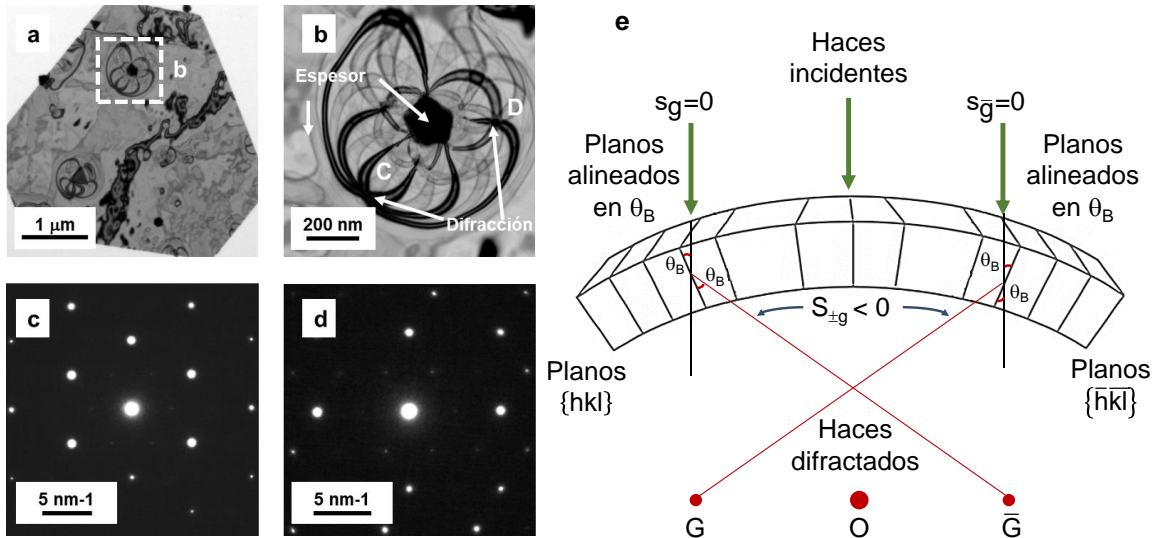 a
b
1 μm
b
Espesor
D
C
Difracción
200 nm
c
5 nm-1
d
5 nm-1
e
Haces
incidentes
sg=0
sg̅=0
Planos
alineados
en θB
Planos
alineados
en θB
θB
θB
θB
θB
S±g < 0
Planos
{hkl}
Planos
{h̅k̅l̅}
Haces
difractados
G
O
G̅